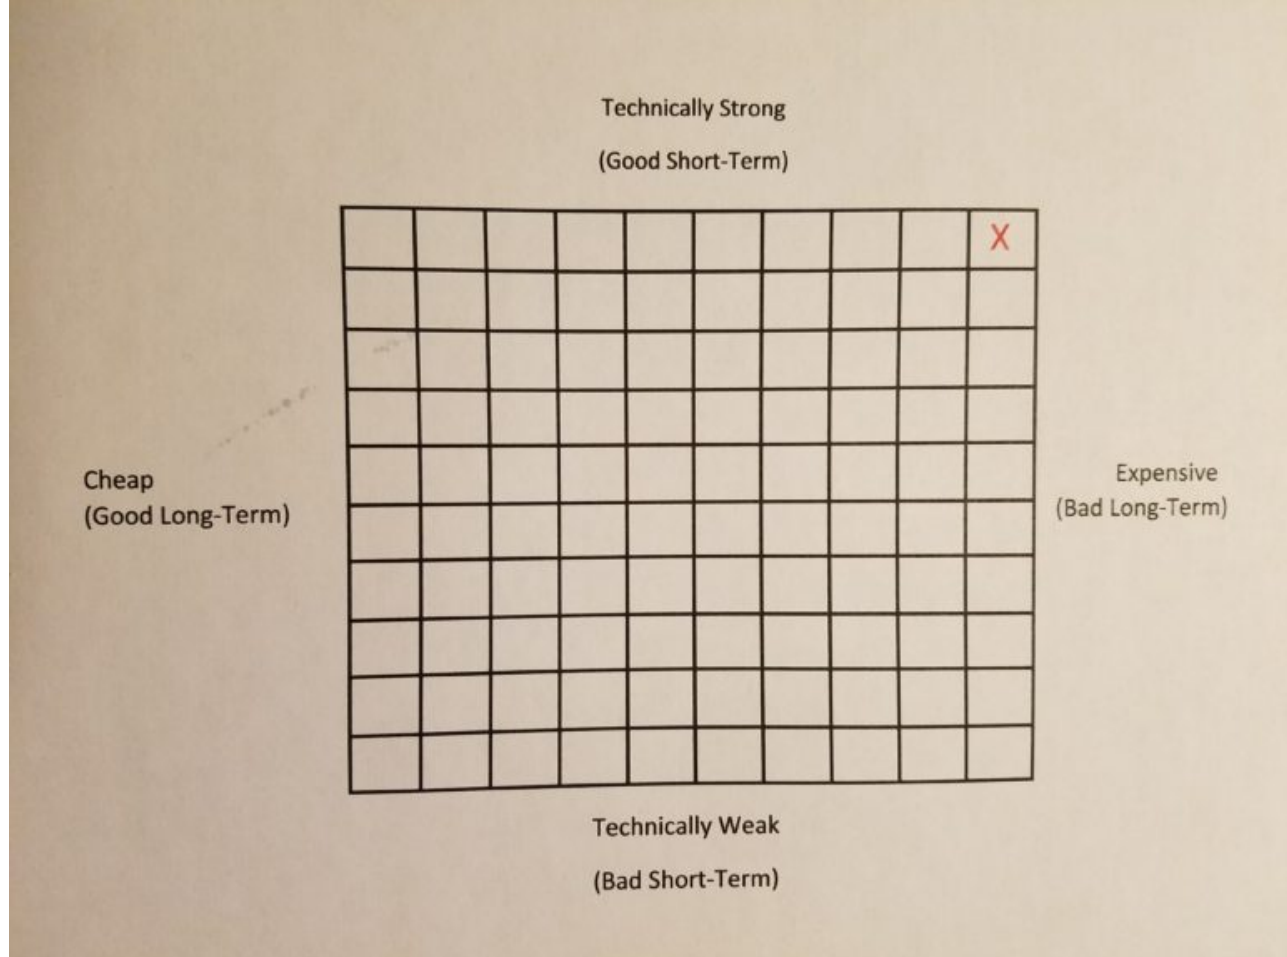 Technically Strong
(Good Short-Term)
X
Cheap
(Good Long-Term)
Expensive
(Bad Long-Term)
Technically Weak
(Bad Short-Term)